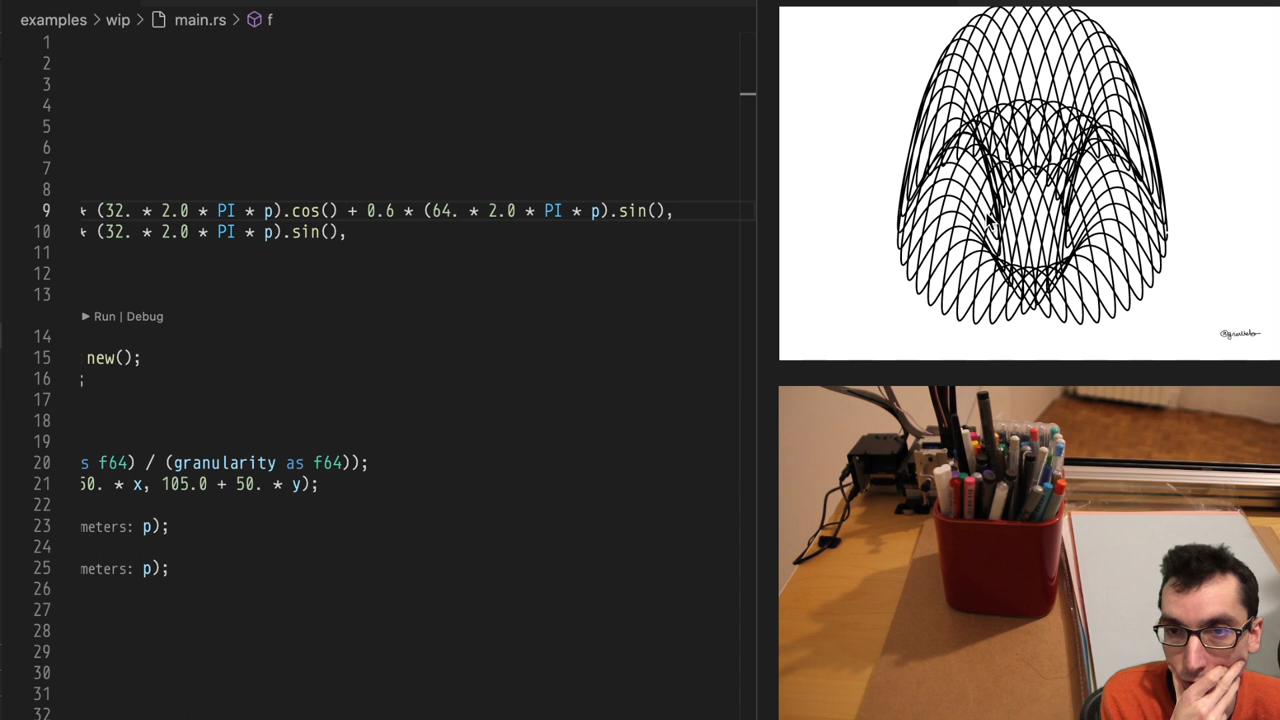 examples > wip > main.rs > f
1
2
3
4
5
6
7
8
9 * (32. * 2.0 * PI * p).cos() + 0.6 * (64. * 2.0 * PI * p).sin(),
10 * (32. * 2.0 * PI * p).sin(),
11
12
13
Run | Debug
14
15 new();
16 ;
17
18
19
20 s f64) / (granularity as f64));
21 50. * x, 105.0 + 50. * y);
22
23 meters: p);
24
25 meters: p);
26
27
28
29
30
31
32